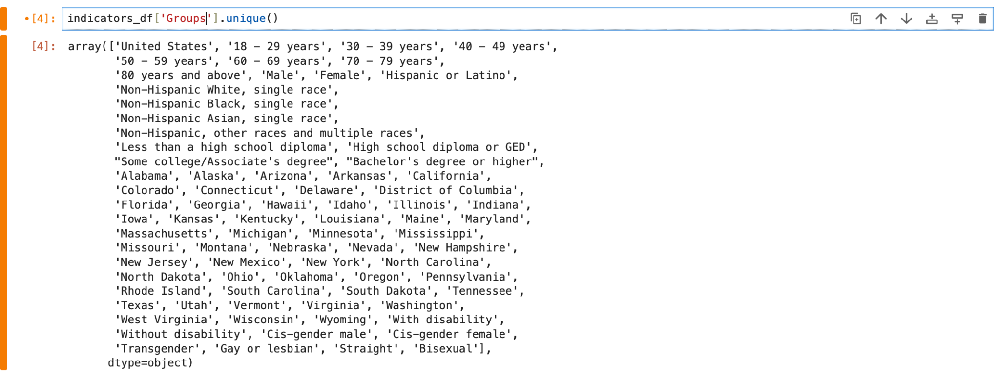 •[4]: indicators_df['Groups'].unique()
[4]: array(['United States', '18 – 29 years', '30 – 39 years', '40 – 49 years',
'50 – 59 years', '60 – 69 years', '70 – 79 years',
'80 years and above', 'Male', 'Female', 'Hispanic or Latino',
'Non-Hispanic White, single race',
'Non-Hispanic Black, single race',
'Non-Hispanic Asian, single race',
'Non-Hispanic, other races and multiple races',
'Less than a high school diploma', 'High school diploma or GED',
"Some college/Associate's degree", "Bachelor's degree or higher",
'Alabama', 'Alaska', 'Arizona', 'Arkansas', 'California',
'Colorado', 'Connecticut', 'Delaware', 'District of Columbia',
'Florida', 'Georgia', 'Hawaii', 'Idaho', 'Illinois', 'Indiana',
'Iowa', 'Kansas', 'Kentucky', 'Louisiana', 'Maine', 'Maryland',
'Massachusetts', 'Michigan', 'Minnesota', 'Mississippi',
'Missouri', 'Montana', 'Nebraska', 'Nevada', 'New Hampshire',
'New Jersey', 'New Mexico', 'New York', 'North Carolina',
'North Dakota', 'Ohio', 'Oklahoma', 'Oregon', 'Pennsylvania',
'Rhode Island', 'South Carolina', 'South Dakota', 'Tennessee',
'Texas', 'Utah', 'Vermont', 'Virginia', 'Washington',
'West Virginia', 'Wisconsin', 'Wyoming', 'With disability',
'Without disability', 'Cis-gender male', 'Cis-gender female',
'Transgender', 'Gay or lesbian', 'Straight', 'Bisexual'],
dtype=object)